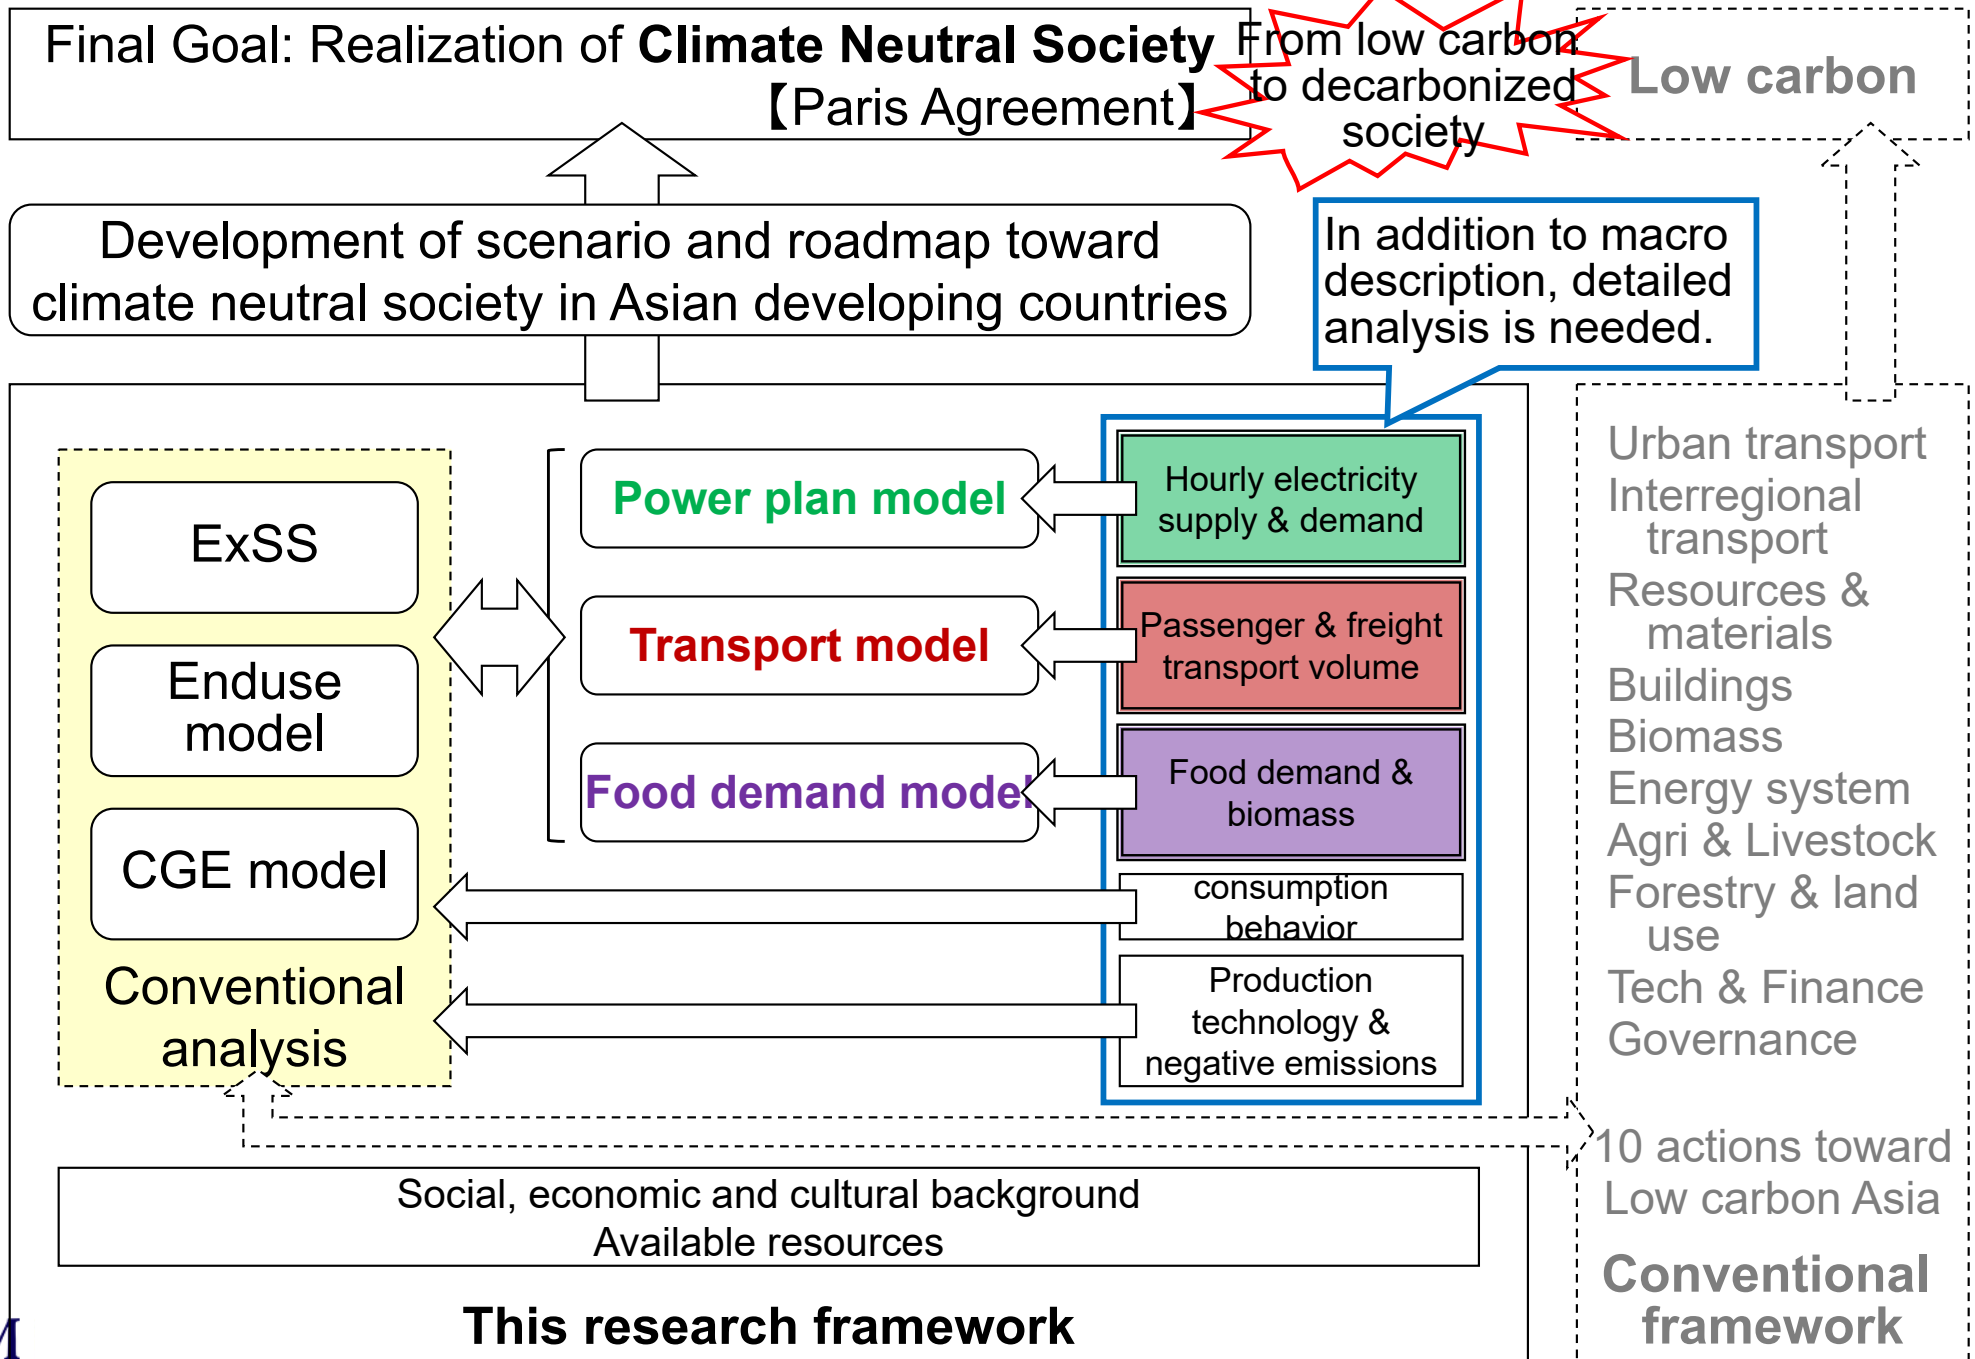 Final Goal: Realization of Climate Neutral Society
【Paris Agreement】
From low carbon
to decarbonized
society
Low carbon
Development of scenario and roadmap toward
climate neutral society in Asian developing countries
In addition to macro
description, detailed
analysis is needed.
ExSS
Enduse
model
CGE model
Conventional
analysis
Power plan model
Transport model
Food demand model
Hourly electricity
supply & demand
Passenger & freight
transport volume
Food demand &
biomass
consumption
behavior
Production
technology &
negative emissions
Social, economic and cultural background
Available resources
This research framework
Urban transport
Interregional
transport
Resources &
materials
Buildings
Biomass
Energy system
Agri & Livestock
Forestry & land
use
Tech & Finance
Governance
10 actions toward
Low carbon Asia
Conventional
framework